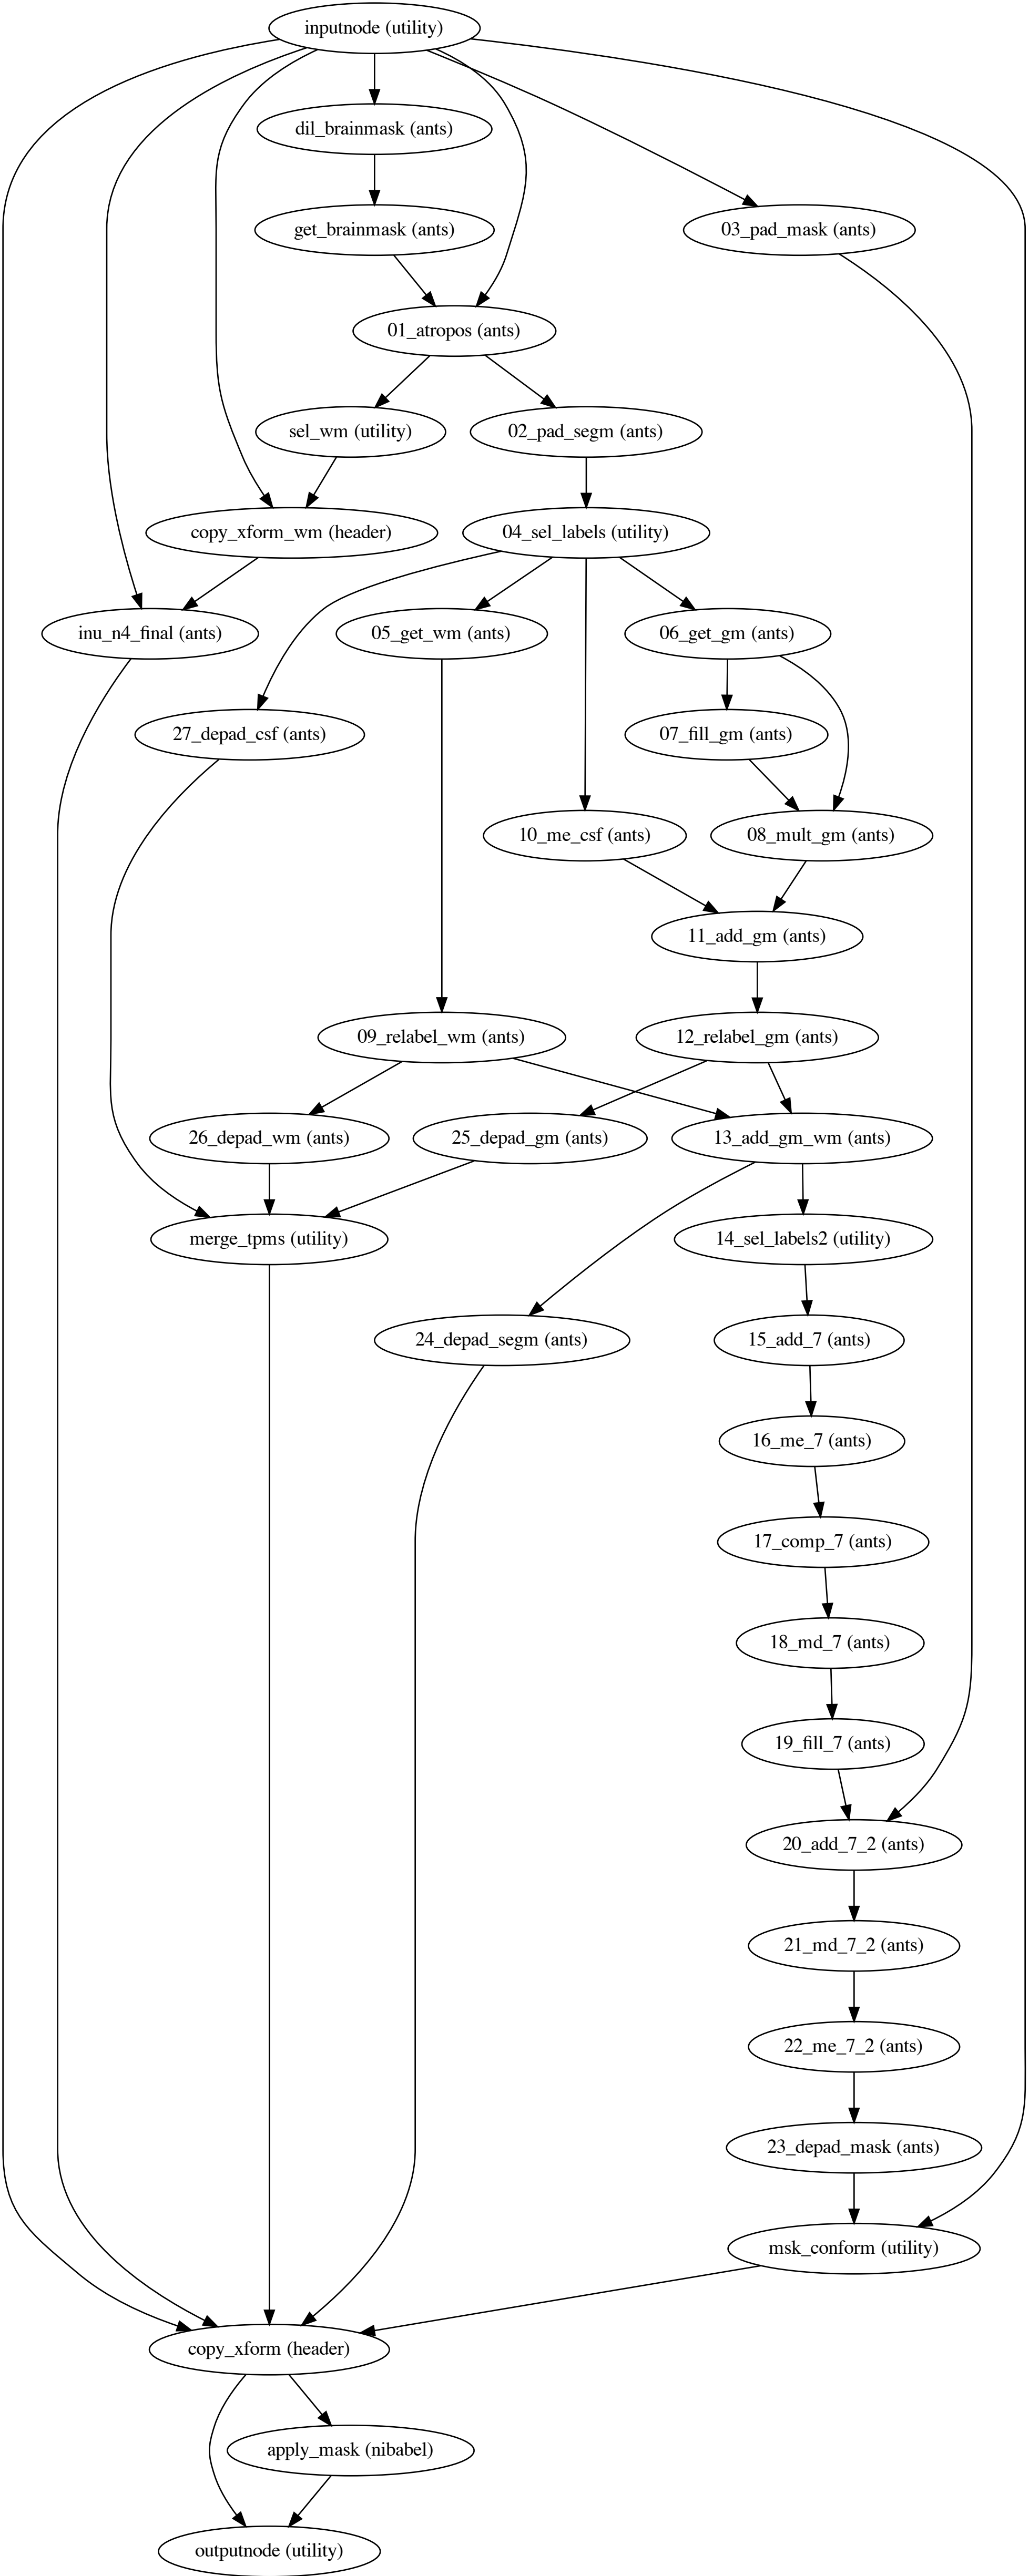 inputnode (utility)
dil_brainmask (ants)
get_brainmask (ants)
03_pad_mask (ants)
01_atropos (ants)
sel_wm (utility)
02_pad_segm (ants)
copy_xform_wm (header)
04_sel_labels (utility)
inu_n4_final (ants)
05_get_wm (ants)
06_get_gm (ants)
27_depad_csf (ants)
07_fill_gm (ants)
10_me_csf (ants)
08_mult_gm (ants)
11_add_gm (ants)
09_relabel_wm (ants)
12_relabel_gm (ants)
26_depad_wm (ants)
25_depad_gm (ants)
13_add_gm_wm (ants)
merge_tpms (utility)
14_sel_labels2 (utility)
24_depad_segm (ants)
15_add_7 (ants)
16_me_7 (ants)
17_comp_7 (ants)
18_md_7 (ants)
19_fill_7 (ants)
20_add_7_2 (ants)
21_md_7_2 (ants)
22_me_7_2 (ants)
23_depad_mask (ants)
msk_conform (utility)
copy_xform (header)
apply_mask (nibabel)
outputnode (utility)